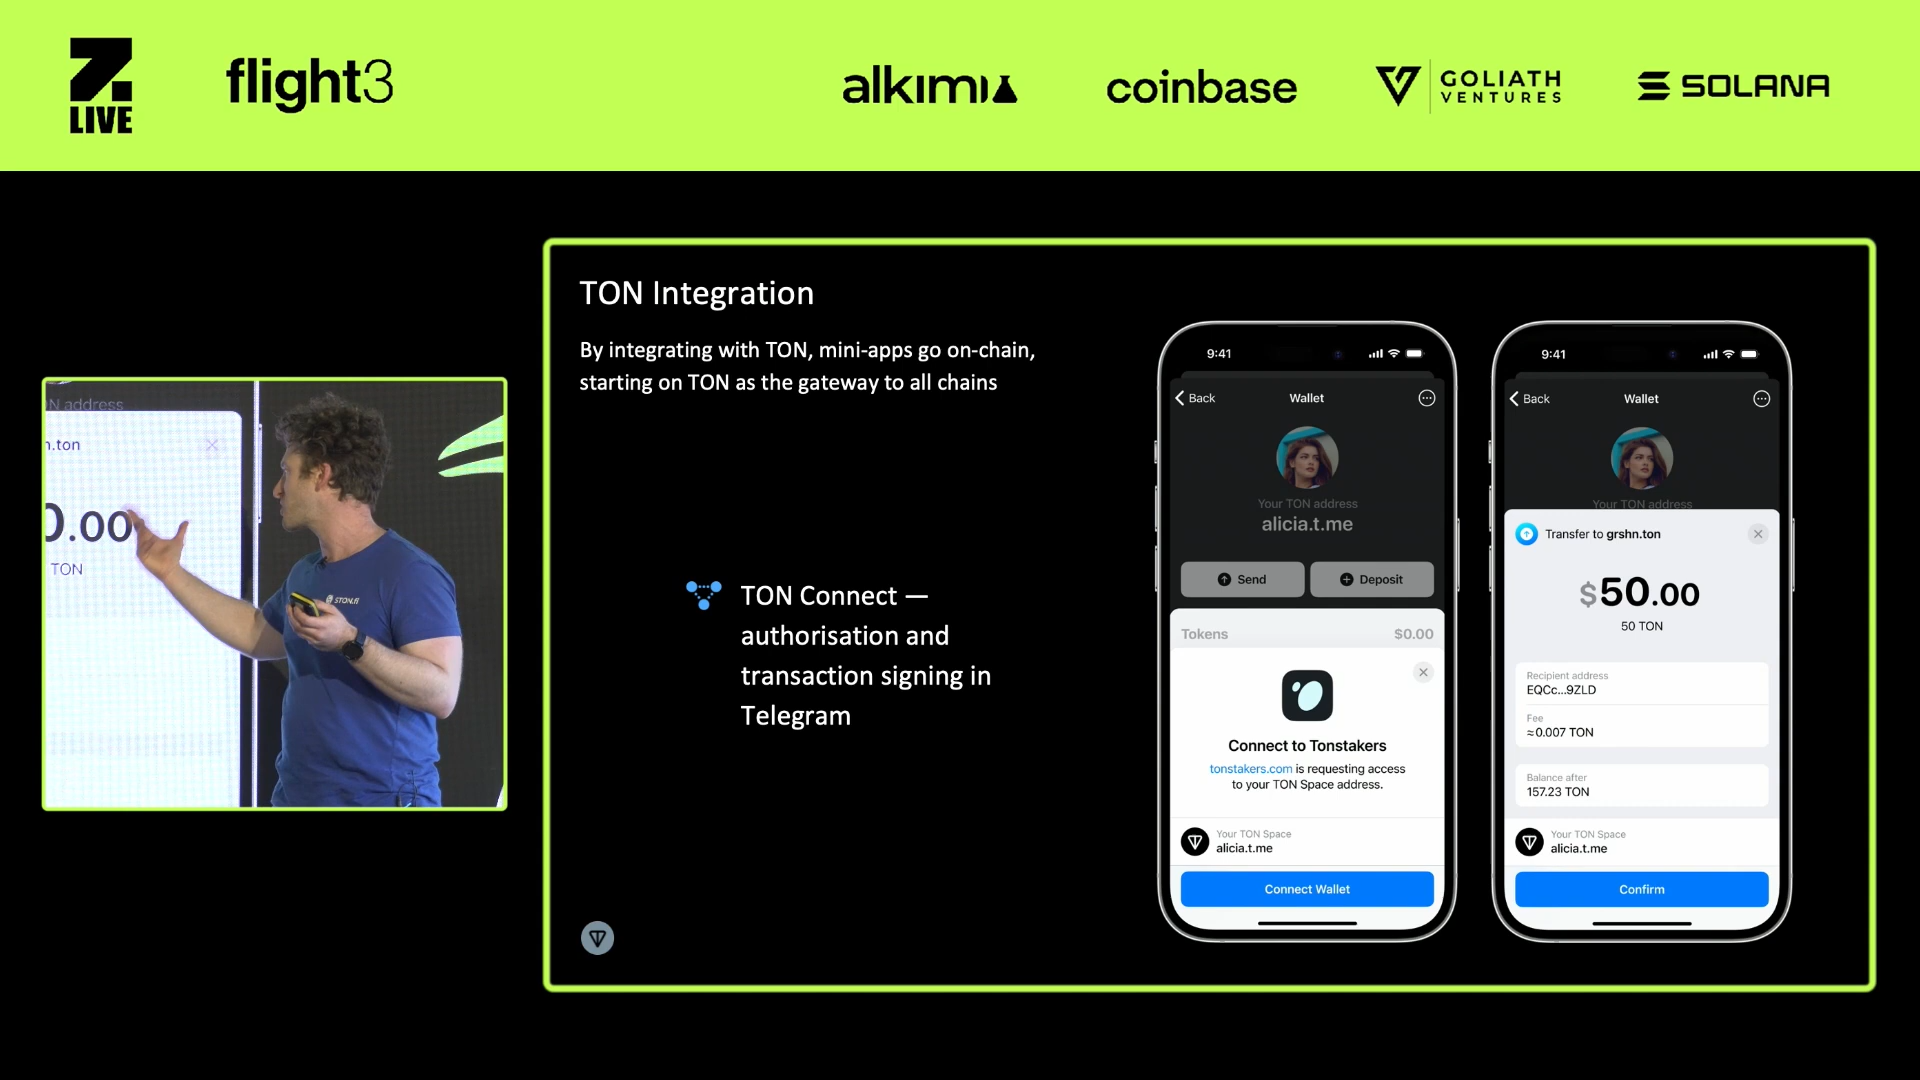 Z
LIVE
flight3
alkimi
coinbase
GOLIATH
VENTURES
SOLANA
N address
n.ton
0.00
TON
STON.fi
TON Integration
By integrating with TON, mini-apps go on-chain,
starting on TON as the gateway to all chains
TON Connect —
authorisation and
transaction signing in
Telegram
9:41
Back
Wallet
Your TON address
alicia.t.me
Send
Deposit
Tokens
$0.00
Connect to Tonstakers
tonstakers.com is requesting access
to your TON Space address.
Your TON Space
alicia.t.me
Connect Wallet
9:41
Back
Wallet
Your TON address
Transfer to grshn.ton
$50.00
50 TON
Recipient address
EQCc...9ZLD
Fee
≈0.007 TON
Balance after
157.23 TON
Your TON Space
alicia.t.me
Confirm